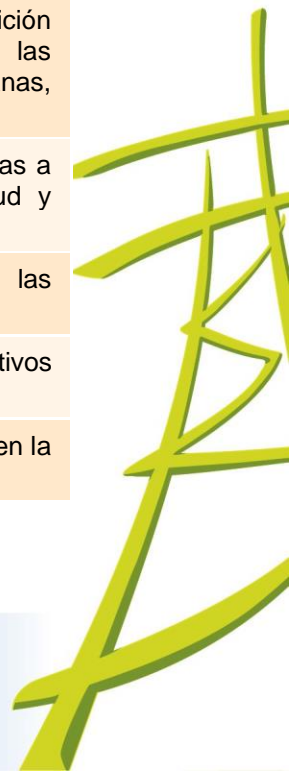 ición
las
nas,
as a
ud y
las
tivos
en la